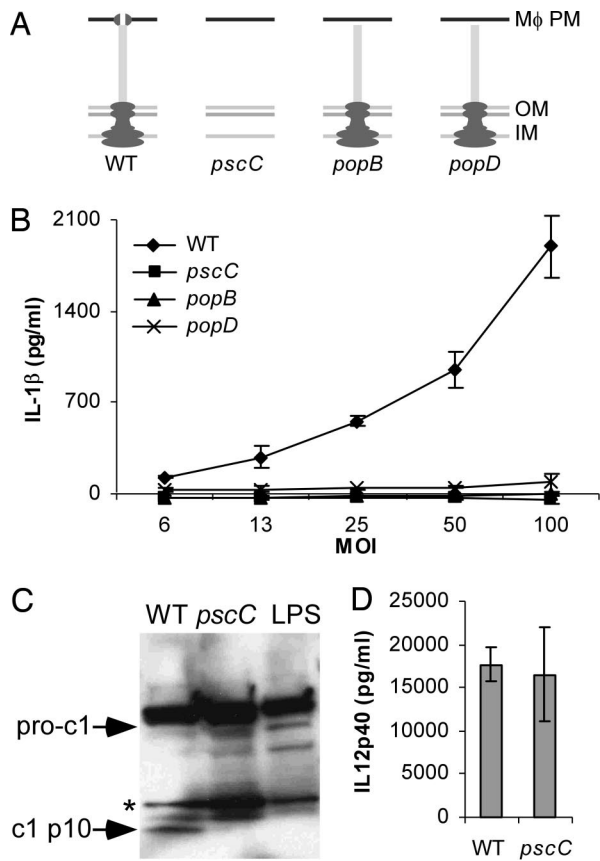 A
Mϕ PM
OM
IM
WT pscC popB popD
B
2100
1400
700
0
IL-1β (pg/ml)
WT
pscC
popB
popD
6 13 25 50 100
MOI
C
WT pscC LPS
pro-c1
*
c1 p10
D
25000
20000
15000
10000
5000
0
IL12p40 (pg/ml)
WT pscC